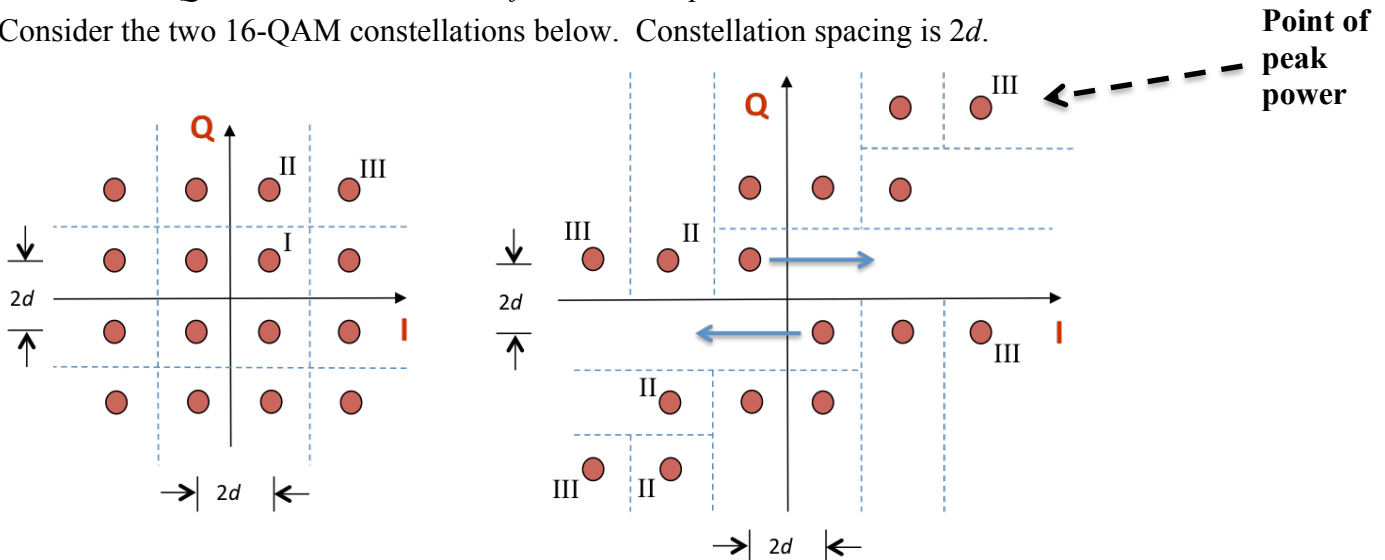 Consider the two 16-QAM constellations below.  Constellation spacing is 2d.
Point of
peak
power
Q
II
III
I
2d
I
2d
Q
III
III
II
2d
I
III
II
III
II
2d